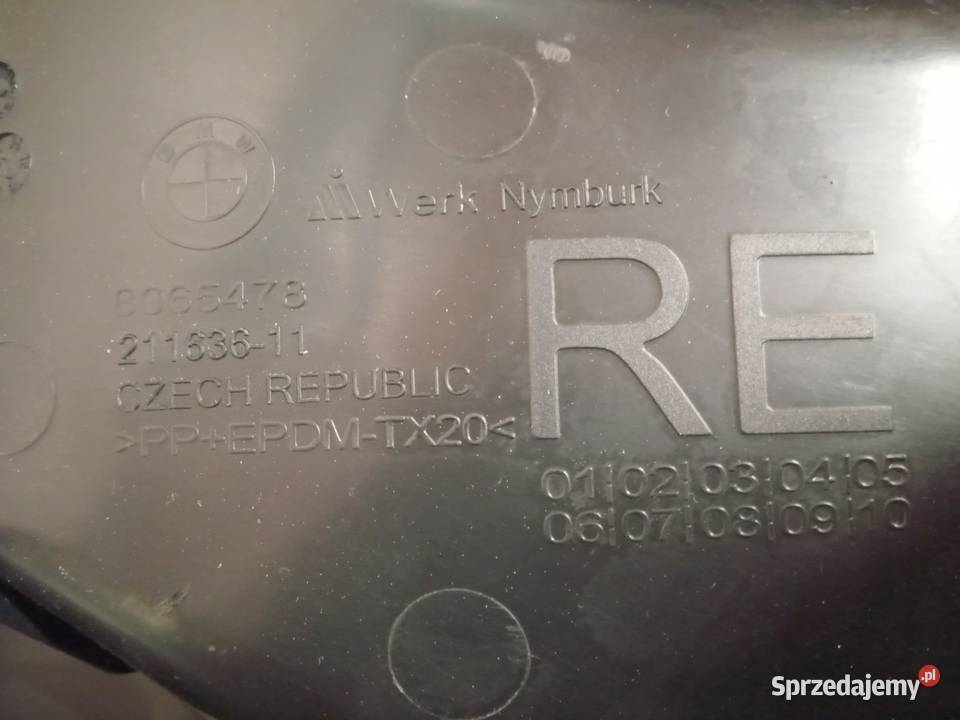 BMW
Werk Nymburk
8065478
211636-11
CZECH REPUBLIC
>PP+EPDM-TX20<
RE
01|02|03|04|05
06|07|08|09|10
Sprzedajemy.pl